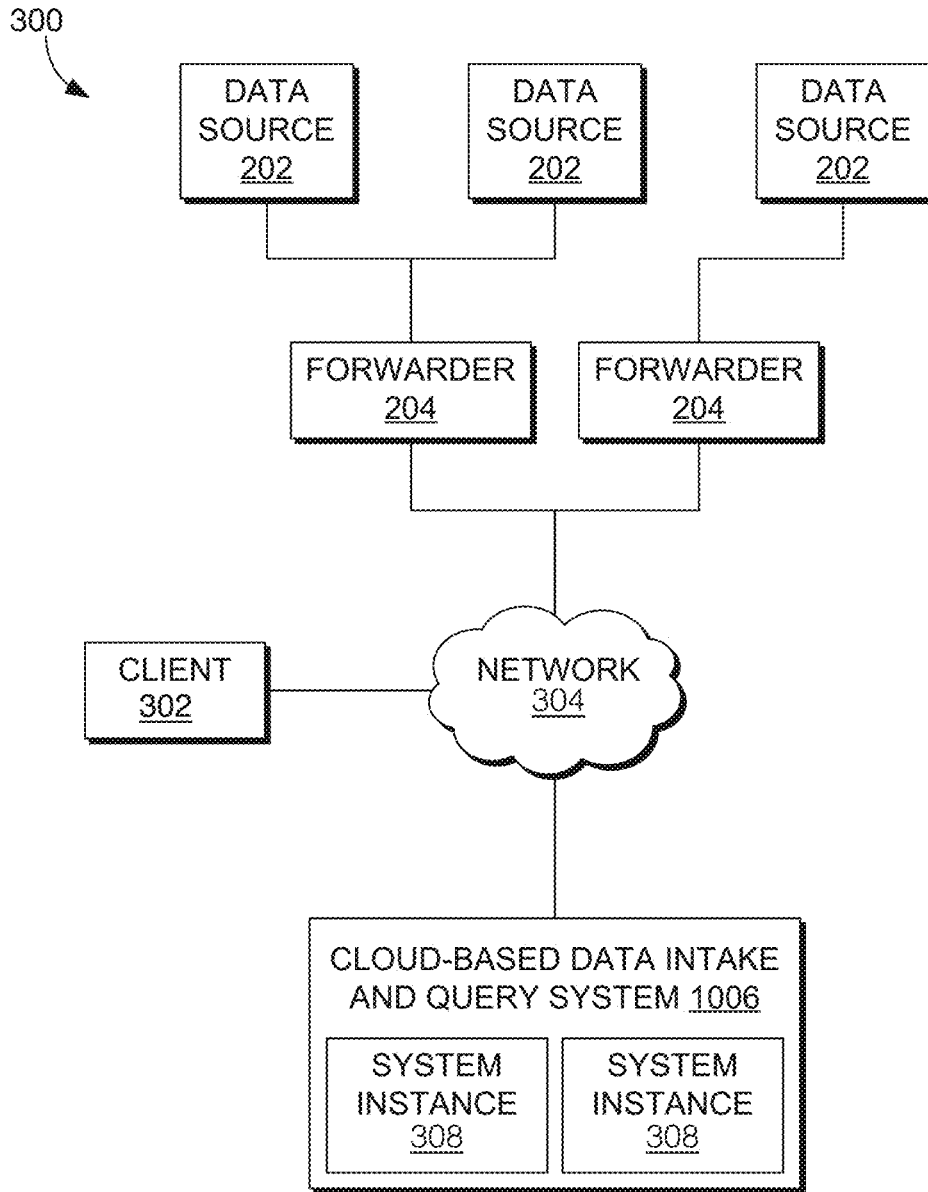 300
DATA
SOURCE
202
DATA
SOURCE
202
DATA
SOURCE
202
FORWARDER
204
FORWARDER
204
CLIENT
302
NETWORK
304
CLOUD-BASED DATA INTAKE
AND QUERY SYSTEM 1006
SYSTEM
INSTANCE
308
SYSTEM
INSTANCE
308